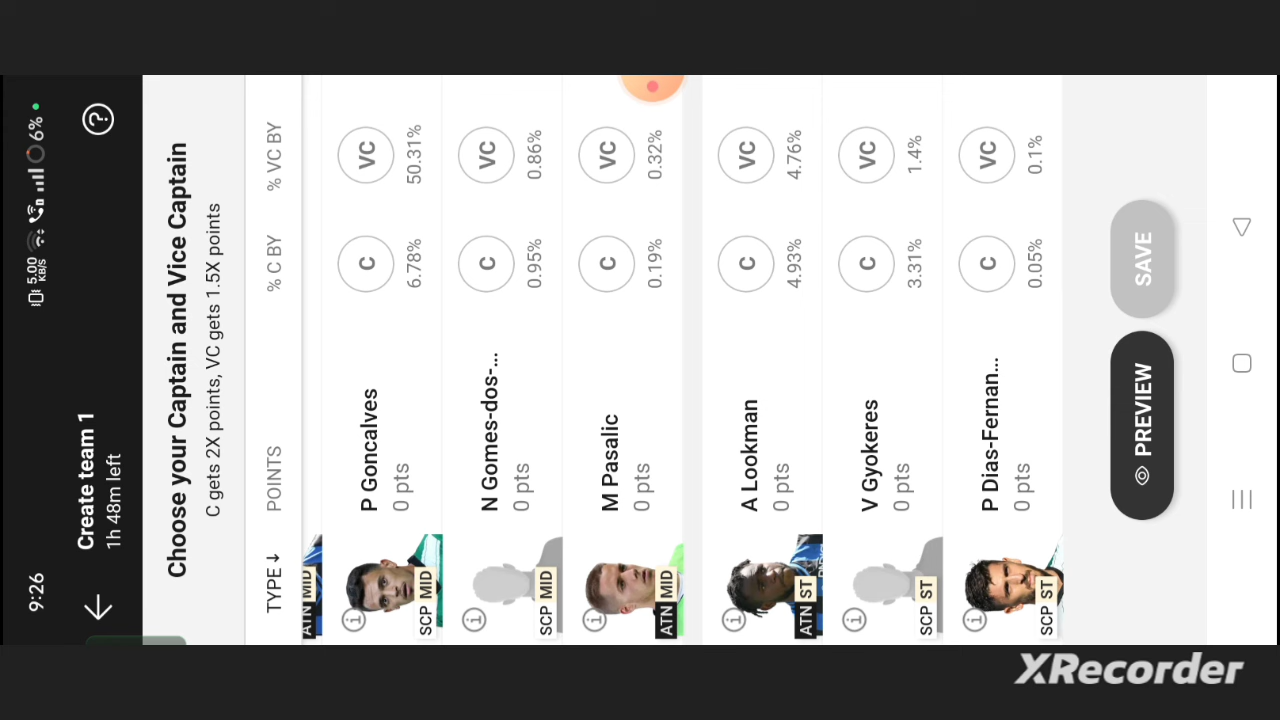 9:26
5.00 KB/S
6%
Create team 1
1h 48m left
?
Choose your Captain and Vice Captain
C gets 2X points, VC gets 1.5X points
TYPE ↓ POINTS % C BY % VC BY
ATN MID
P Goncalves
0 pts
C VC
6.78% 50.31%
SCP MID
N Gomes-dos-...
0 pts
C VC
0.95% 0.86%
SCP MID
M Pasalic
0 pts
C VC
0.19% 0.32%
ATN MID
A Lookman
0 pts
C VC
4.93% 4.76%
ATN ST
V Gyokeres
0 pts
C VC
3.31% 1.4%
SCP ST
P Dias-Fernan...
0 pts
C VC
0.05% 0.1%
SCP ST
PREVIEW SAVE
XRecorder